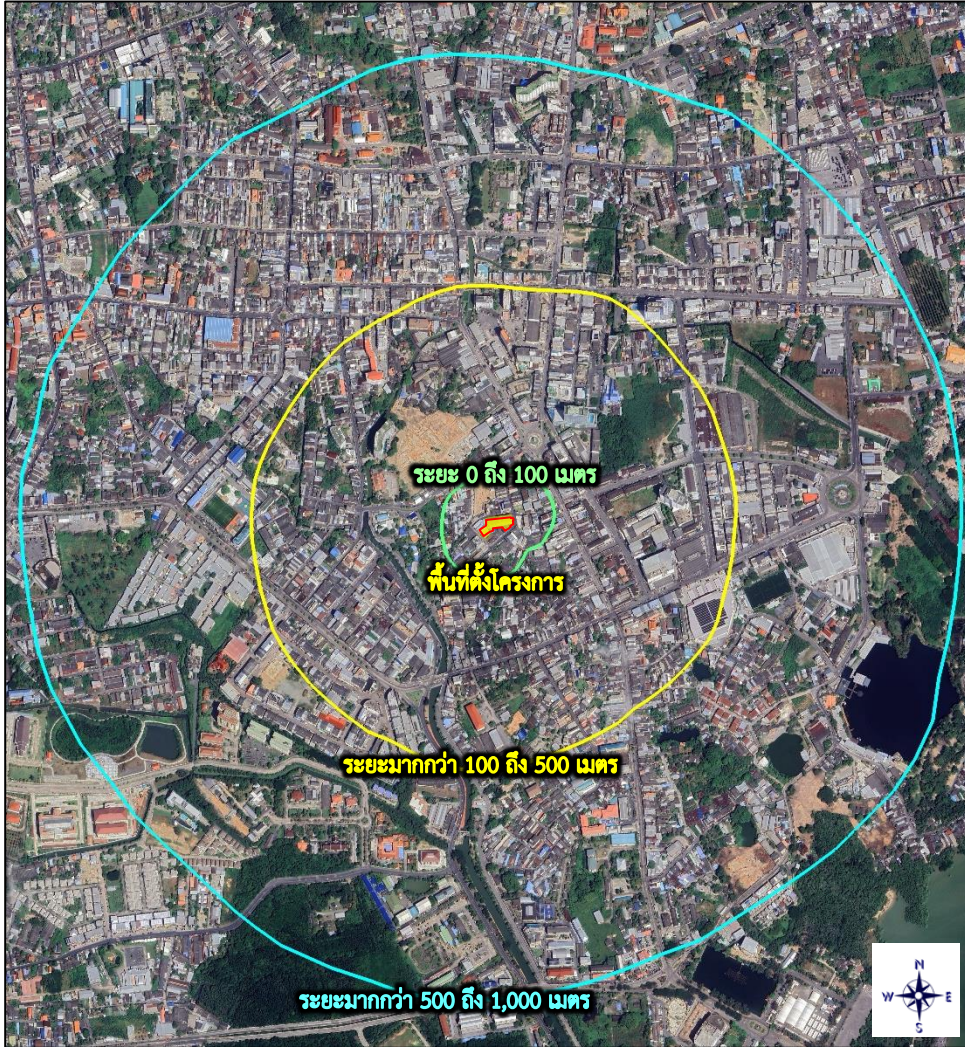 ระยะ 0 ถึง 100 เมตร
พื้นที่ตั้งโครงการ
ระยะมากกว่า 100 ถึง 500 เมตร
N
W E
S
ระยะมากกว่า 500 ถึง 1,000 เมตร